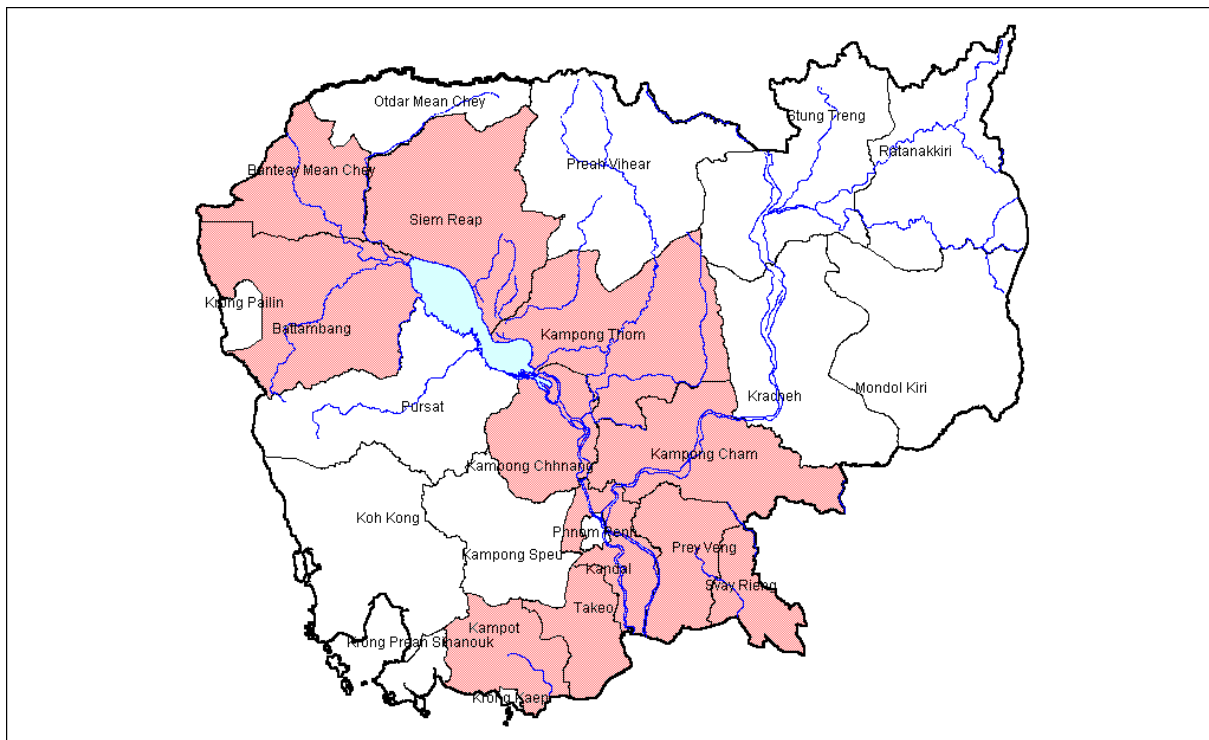 Otdar Mean Chey
Stung Treng
Ratanakkiri
Preah Vihear
Banteay Mean Chey
Siem Reap
Krong Pailin
Battambang
Kampong Thom
Mondol Kiri
Kracheh
Pursat
Kampong Cham
Kampong Chhnang
Koh Kong
Phnom Penh
Kampong Speu
Prey Veng
Kandal
Svay Rieng
Takeo
Kampot
Krong Preah Sihanouk
Krong Kaep